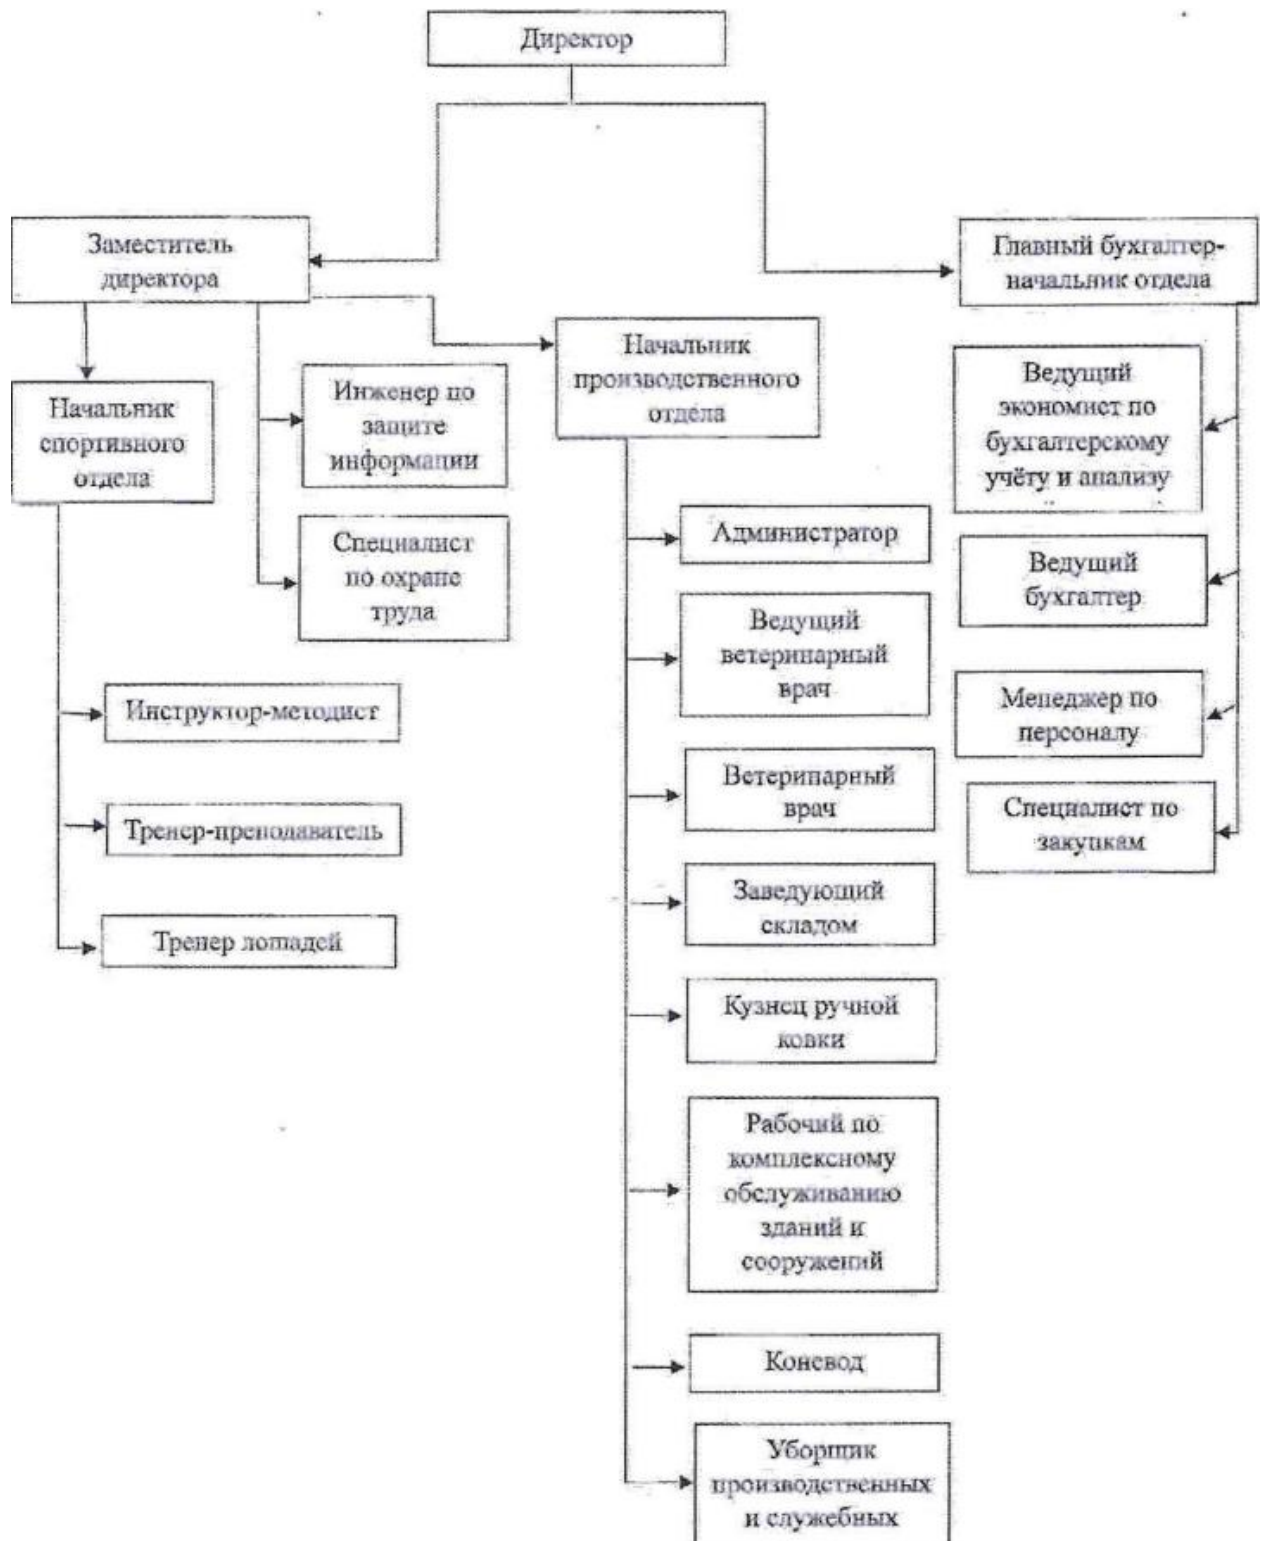 Директор
Заместитель
директора
Главный бухгалтер-
начальник отдела
Начальник
спортивного
отдела
Инженер по
защите
информации
Специалист
по охране
труда
Начальник
производственного
отдела
Ведущий
экономист по
бухгалтерскому
учёту и анализу
Ведущий
бухгалтер
Менеджер по
персоналу
Специалист по
закупкам
Инструктор-методист
Тренер-преподаватель
Тренер лошадей
Администратор
Ведущий
ветеринарный
врач
Ветеринарный
врач
Заведующий
складом
Кузнец ручной
ковки
Рабочий по
комплексному
обслуживанию
зданий и
сооружений
Коневод
Уборщик
производственных
и служебных